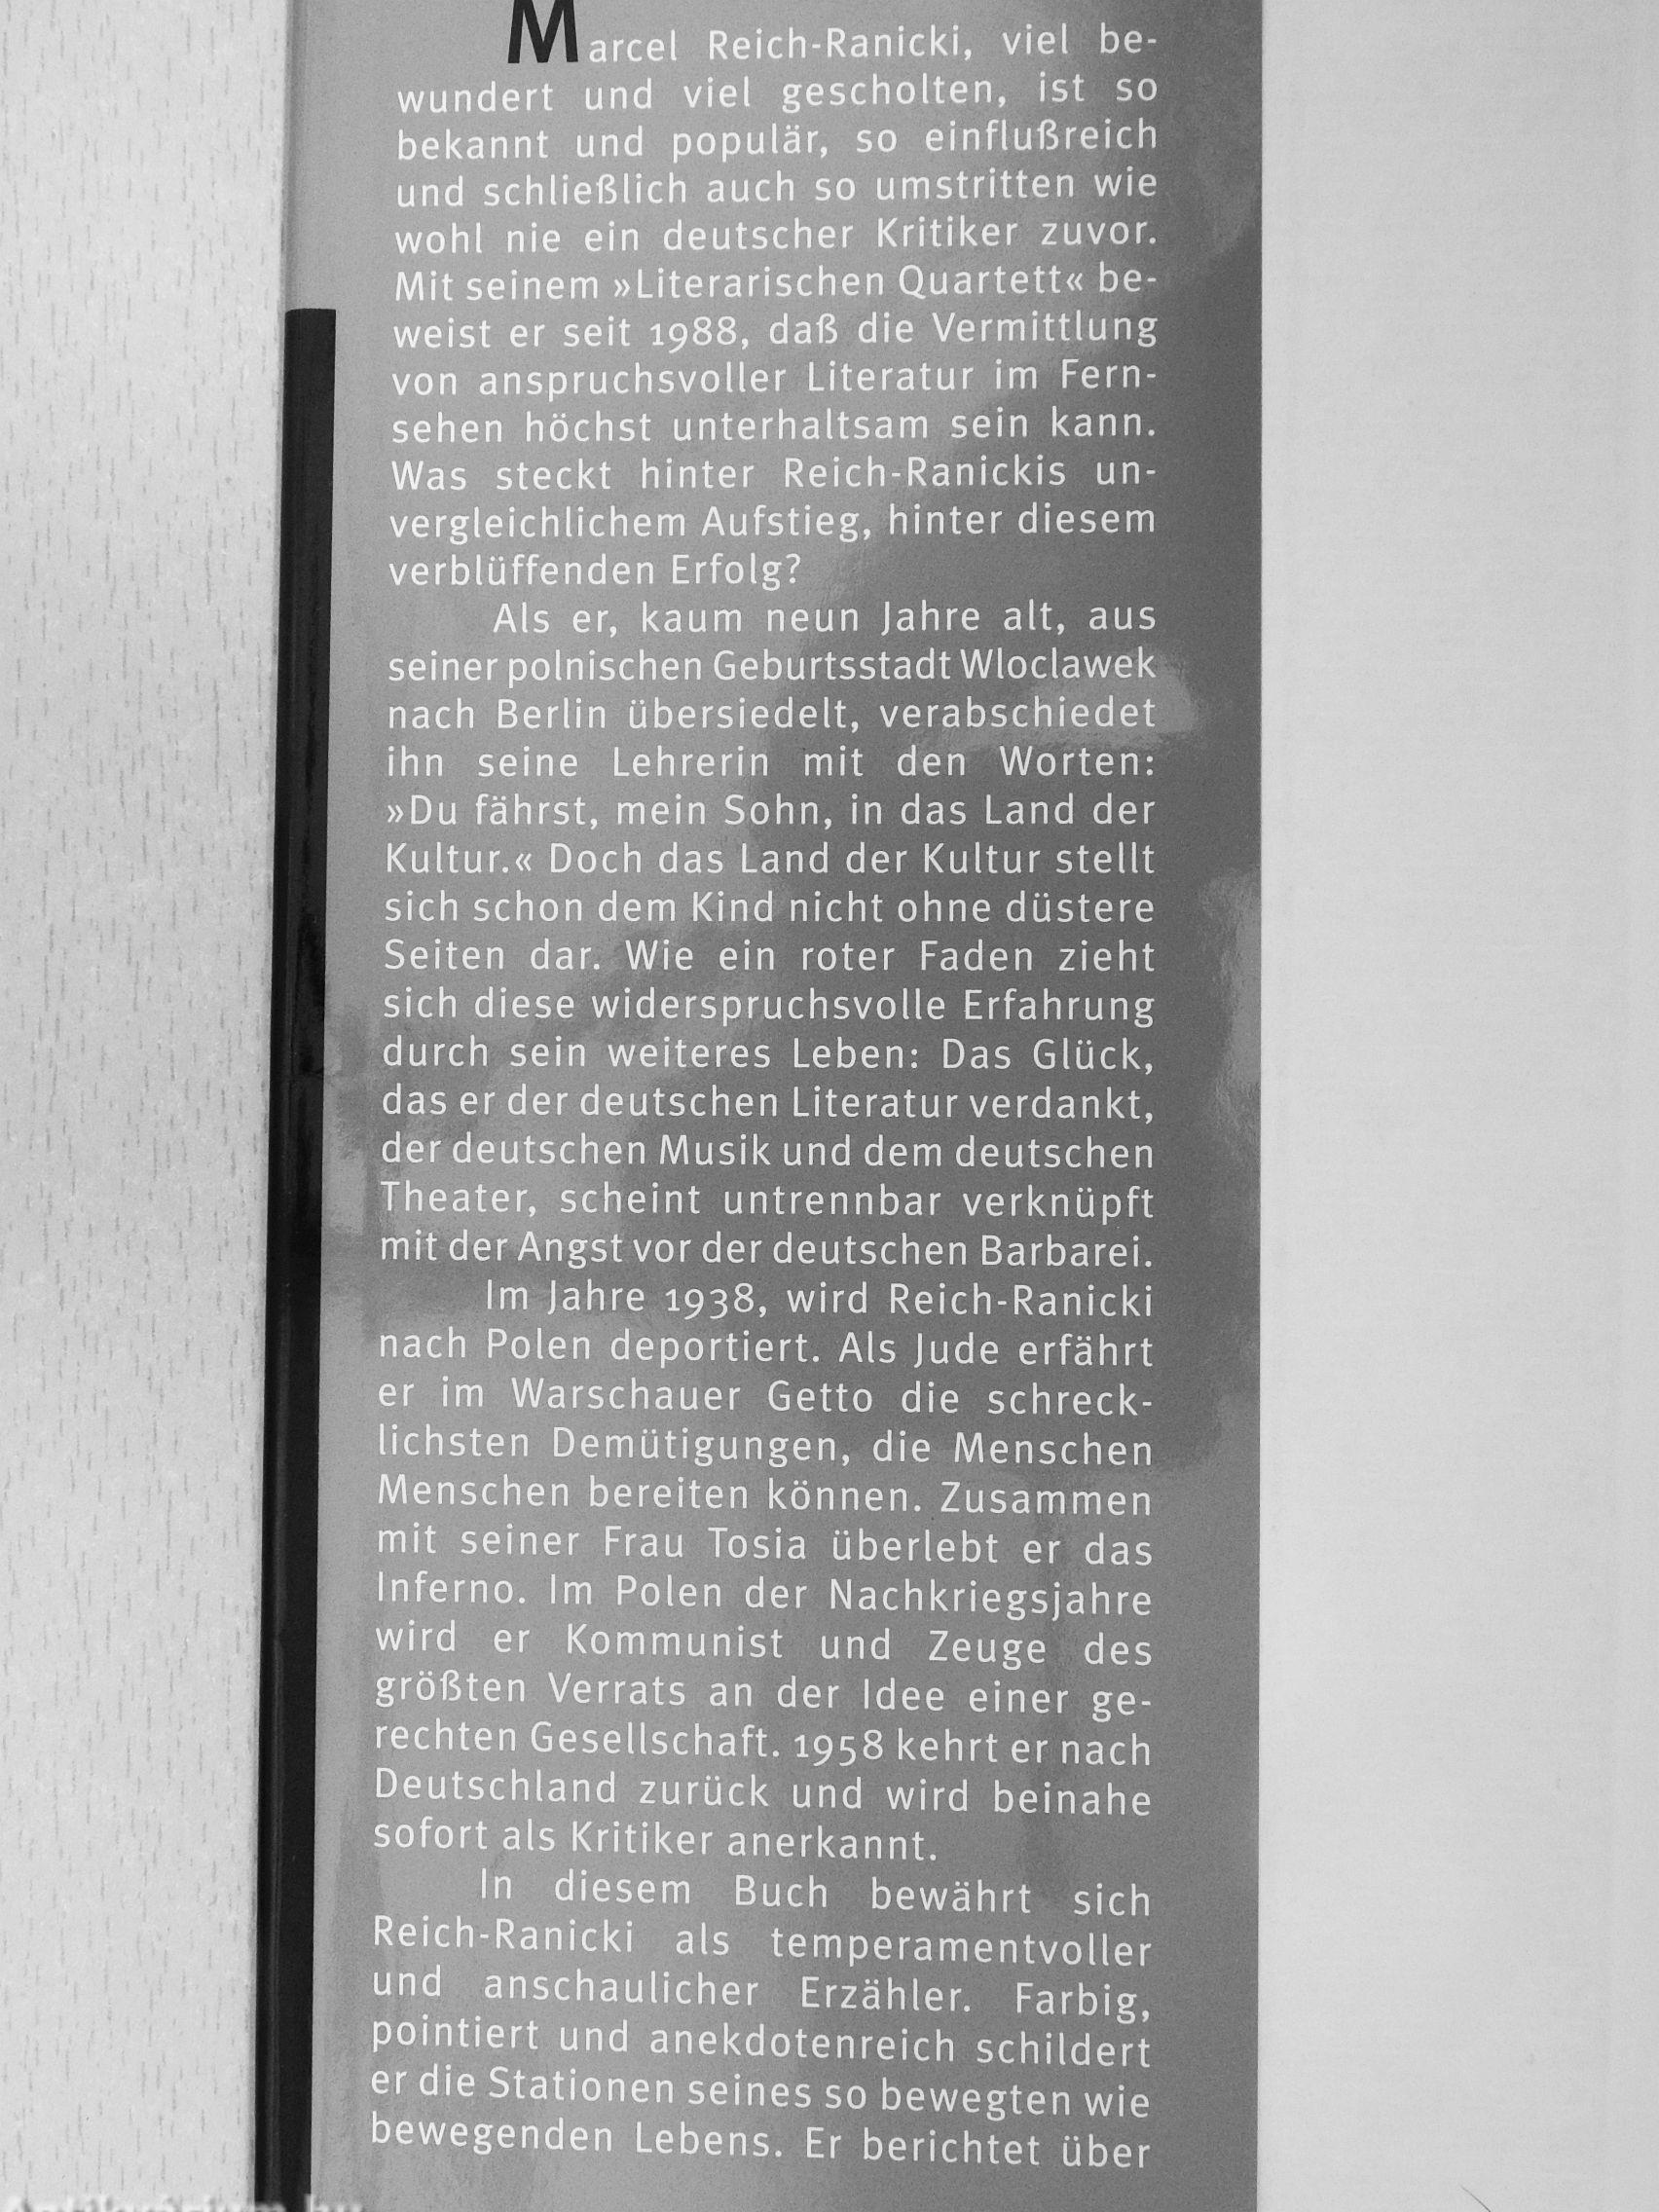 Marcel Reich-Ranicki, viel be-
wundert und viel gescholten, ist so
bekannt und populär, so einflußreich
und schließlich auch so umstritten wie
wohl nie ein deutscher Kritiker zuvor.
Mit seinem »Literarischen Quartett« be-
weist er seit 1988, daß die Vermittlung
von anspruchsvoller Literatur im Fern-
sehen höchst unterhaltsam sein kann.
Was steckt hinter Reich-Ranickis un-
vergleichlichem Aufstieg, hinter diesem
verblüffenden Erfolg?
Als er, kaum neun Jahre alt, aus
seiner polnischen Geburtsstadt Wloclawek
nach Berlin übersiedelt, verabschiedet
ihn seine Lehrerin mit den Worten:
»Du fährst, mein Sohn, in das Land der
Kultur.« Doch das Land der Kultur stellt
sich schon dem Kind nicht ohne düstere
Seiten dar. Wie ein roter Faden zieht
sich diese widerspruchsvolle Erfahrung
durch sein weiteres Leben: Das Glück,
das er der deutschen Literatur verdankt,
der deutschen Musik und dem deutschen
Theater, scheint untrennbar verknüpft
mit der Angst vor der deutschen Barbarei.
Im Jahre 1938, wird Reich-Ranicki
nach Polen deportiert. Als Jude erfährt
er im Warschauer Getto die schreck-
lichsten Demütigungen, die Menschen
Menschen bereiten können. Zusammen
mit seiner Frau Tosia überlebt er das
Inferno. Im Polen der Nachkriegsjahre
wird er Kommunist und Zeuge des
größten Verrats an der Idee einer ge-
rechten Gesellschaft. 1958 kehrt er nach
Deutschland zurück und wird beinahe
sofort als Kritiker anerkannt.
In diesem Buch bewährt sich
Reich-Ranicki als temperamentvoller
und anschaulicher Erzähler. Farbig,
pointiert und anekdotenreich schildert
er die Stationen seines so bewegten wie
bewegenden Lebens. Er berichtet über